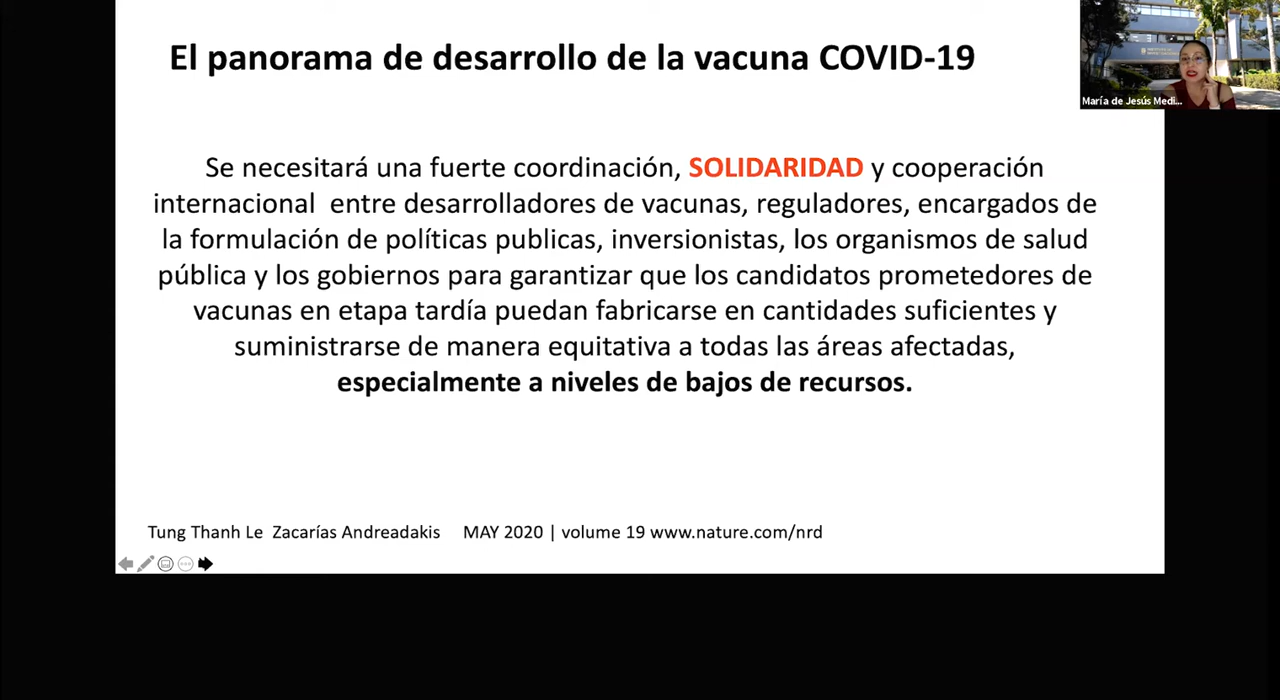 El panorama de desarrollo de la vacuna COVID-19
María de Jesús Medi...
Se necesitará una fuerte coordinación, SOLIDARIDAD y cooperación
internacional entre desarrolladores de vacunas, reguladores, encargados de
la formulación de políticas publicas, inversionistas, los organismos de salud
pública y los gobiernos para garantizar que los candidatos prometedores de
vacunas en etapa tardía puedan fabricarse en cantidades suficientes y
suministrarse de manera equitativa a todas las áreas afectadas,
especialmente a niveles de bajos de recursos.
Tung Thanh Le Zacarías Andreadakis MAY 2020 | volume 19 www.nature.com/nrd